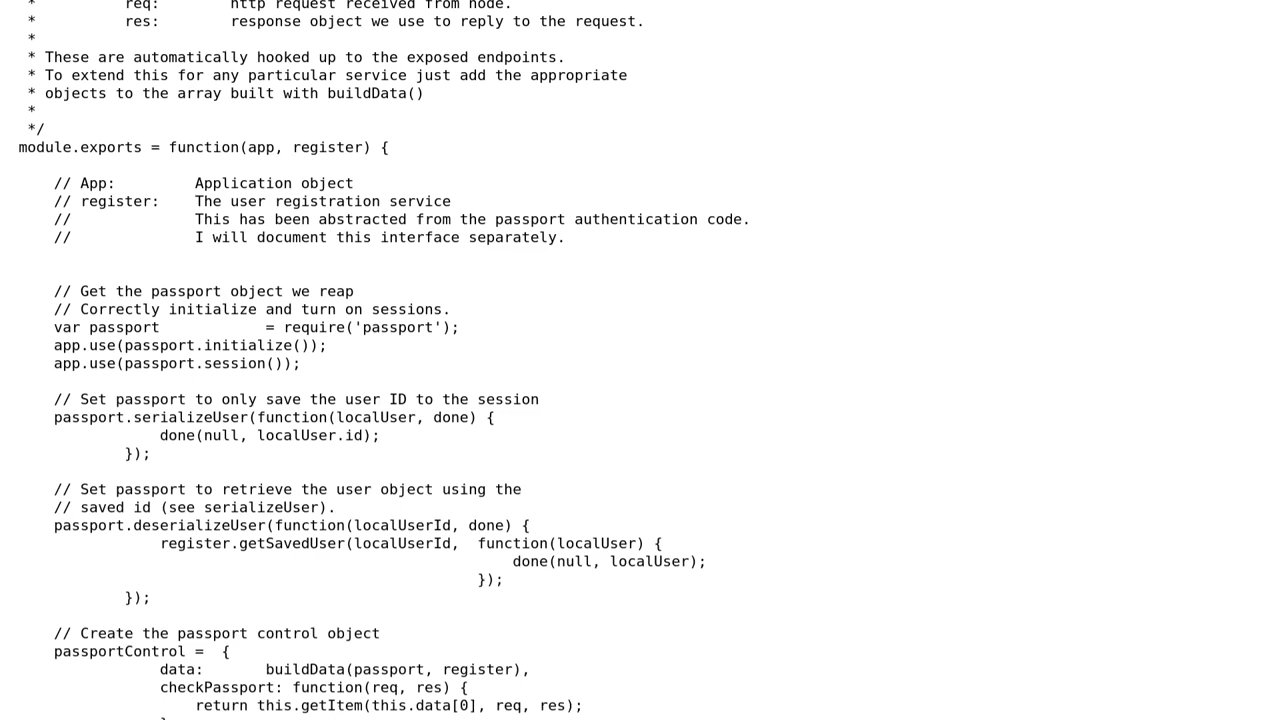 *          req:        http request received from node.
 *          res:        response object we use to reply to the request.
 *
 * These are automatically hooked up to the exposed endpoints.
 * To extend this for any particular service just add the appropriate
 * objects to the array built with buildData()
 *
 */
module.exports = function(app, register) {

    // App:         Application object
    // register:    The user registration service
    //              This has been abstracted from the passport authentication code.
    //              I will document this interface separately.


    // Get the passport object we reap
    // Correctly initialize and turn on sessions.
    var passport            = require('passport');
    app.use(passport.initialize());
    app.use(passport.session());

    // Set passport to only save the user ID to the session
    passport.serializeUser(function(localUser, done) {
                done(null, localUser.id);
            });

    // Set passport to retrieve the user object using the
    // saved id (see serializeUser).
    passport.deserializeUser(function(localUserId, done) {
                register.getSavedUser(localUserId,  function(localUser) {
                                                        done(null, localUser);
                                                    });
            });

    // Create the passport control object
    passportControl =  {
                data:       buildData(passport, register),
                checkPassport: function(req, res) {
                    return this.getItem(this.data[0], req, res);